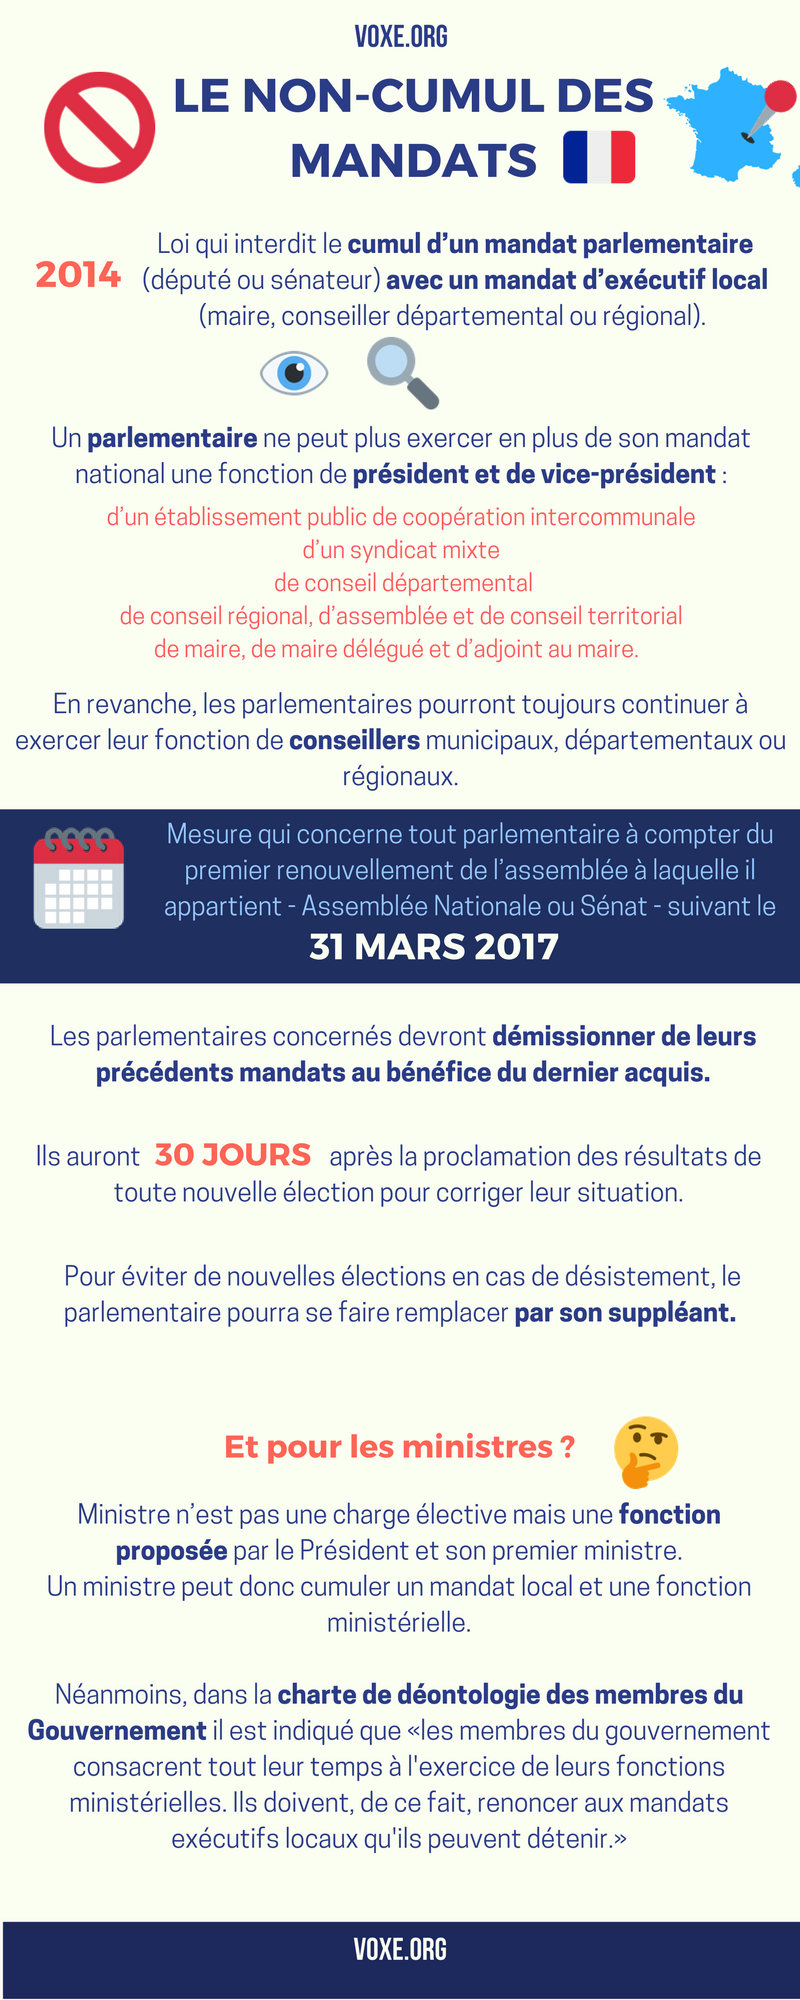 VOXE.ORG
LE NON-CUMUL DES
MANDATS
2014
Loi qui interdit le cumul d’un mandat parlementaire
(député ou sénateur) avec un mandat d’exécutif local
(maire, conseiller départemental ou régional).
Un parlementaire ne peut plus exercer en plus de son mandat
national une fonction de président et de vice-président :
d’un établissement public de coopération intercommunale
d’un syndicat mixte
de conseil départemental
de conseil régional, d’assemblée et de conseil territorial
de maire, de maire délégué et d’adjoint au maire.
En revanche, les parlementaires pourront toujours continuer à
exercer leur fonction de conseillers municipaux, départementaux ou
régionaux.
Mesure qui concerne tout parlementaire à compter du
premier renouvellement de l’assemblée à laquelle il
appartient - Assemblée Nationale ou Sénat - suivant le
31 MARS 2017
Les parlementaires concernés devront démissionner de leurs
précédents mandats au bénéfice du dernier acquis.
Ils auront 30 JOURS après la proclamation des résultats de
toute nouvelle élection pour corriger leur situation.
Pour éviter de nouvelles élections en cas de désistement, le
parlementaire pourra se faire remplacer par son suppléant.
Et pour les ministres ?
Ministre n’est pas une charge élective mais une fonction
proposée par le Président et son premier ministre.
Un ministre peut donc cumuler un mandat local et une fonction
ministérielle.
Néanmoins, dans la charte de déontologie des membres du
Gouvernement il est indiqué que «les membres du gouvernement
consacrent tout leur temps à l'exercice de leurs fonctions
ministérielles. Ils doivent, de ce fait, renoncer aux mandats
exécutifs locaux qu'ils peuvent détenir.»
VOXE.ORG